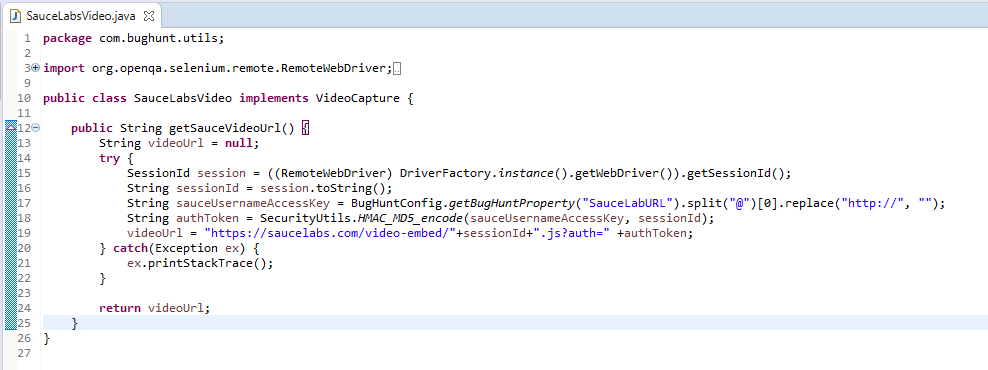 SauceLabsVideo.java
1 package com.bughunt.utils;
2
3 import org.openqa.selenium.remote.RemoteWebDriver;
9
10 public class SauceLabsVideo implements VideoCapture {
11
12 public String getSauceVideoUrl() {
13 String videoUrl = null;
14 try {
15 SessionId session = ((RemoteWebDriver) DriverFactory.instance().getWebDriver()).getSessionId();
16 String sessionId = session.toString();
17 String sauceUsernameAccessKey = BugHuntConfig.getBugHuntProperty("SauceLabURL").split("@")[0].replace("http://", "");
18 String authToken = SecurityUtils.HMAC_MD5_encode(sauceUsernameAccessKey, sessionId);
19 videoUrl = "https://saucelabs.com/video-embed/"+sessionId+".js?auth=" +authToken;
20 } catch(Exception ex) {
21 ex.printStackTrace();
22 }
23
24 return videoUrl;
25 }
26 }
27